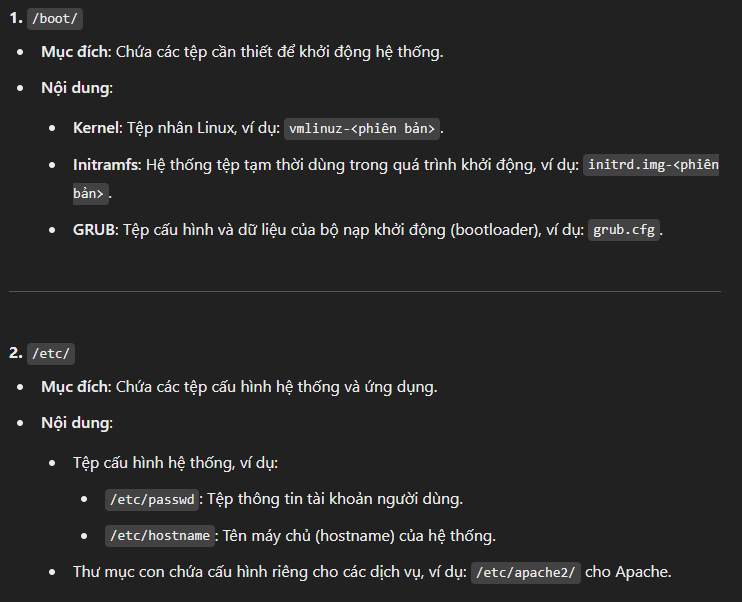 1. /boot/
• Mục đích: Chứa các tệp cần thiết để khởi động hệ thống.
• Nội dung:
• Kernel: Tệp nhân Linux, ví dụ: vmlinuz-<phiên bản>.
• Initramfs: Hệ thống tệp tạm thời dùng trong quá trình khởi động, ví dụ: initrd.img-<phiên
bản>.
• GRUB: Tệp cấu hình và dữ liệu của bộ nạp khởi động (bootloader), ví dụ: grub.cfg.
2. /etc/
• Mục đích: Chứa các tệp cấu hình hệ thống và ứng dụng.
• Nội dung:
• Tệp cấu hình hệ thống, ví dụ:
• /etc/passwd: Tệp thông tin tài khoản người dùng.
• /etc/hostname: Tên máy chủ (hostname) của hệ thống.
• Thư mục con chứa cấu hình riêng cho các dịch vụ, ví dụ: /etc/apache2/ cho Apache.